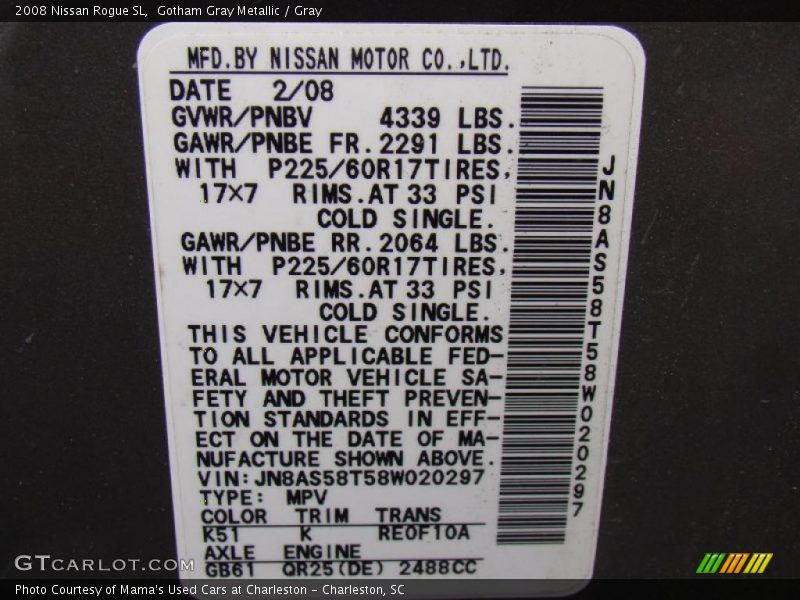 2008 Nissan Rogue SL, Gotham Gray Metallic / Gray
MFD.BY NISSAN MOTOR CO.,LTD.
DATE 2/08
GVWR/PNBV 4339 LBS.
GAWR/PNBE FR.2291 LBS.
WITH P225/60R17TIRES,
17×7 RIMS.AT 33 PSI
COLD SINGLE.
GAWR/PNBE RR.2064 LBS.
WITH P225/60R17TIRES,
17×7 RIMS.AT 33 PSI
COLD SINGLE.
THIS VEHICLE CONFORMS
TO ALL APPLICABLE FED-
ERAL MOTOR VEHICLE SA-
FETY AND THEFT PREVEN-
TION STANDARDS IN EFF-
ECT ON THE DATE OF MA-
NUFACTURE SHOWN ABOVE.
VIN:JN8AS58T58W020297
TYPE: MPV
COLOR TRIM TRANS
K51 K RE0F10A
AXLE ENGINE
GB61 QR25(DE) 2488CC
JN8AS58T58W020297
GTCARLOT.COM
Photo Courtesy of Mama's Used Cars at Charleston - Charleston, SC